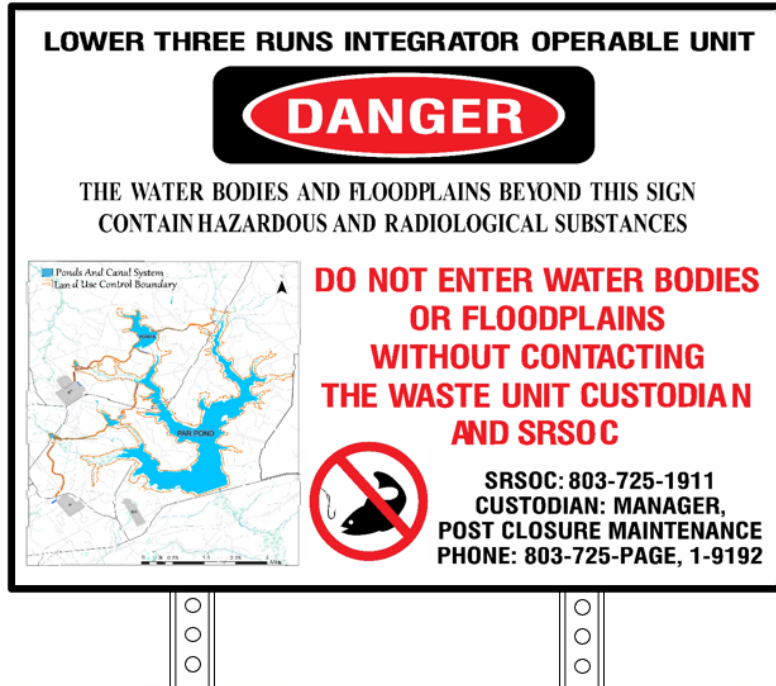 LOWER THREE RUNS INTEGRATOR OPERABLE UNIT
DANGER
THE WATER BODIES AND FLOODPLAINS BEYOND THIS SIGN
CONTAIN HAZARDOUS AND RADIOLOGICAL SUBSTANCES
Ponds And Canal System
Land Use Control Boundary
PAR POND
DO NOT ENTER WATER BODIES
OR FLOODPLAINS
WITHOUT CONTACTING
THE WASTE UNIT CUSTODIAN
AND SRSOC
SRSOC: 803-725-1911
CUSTODIAN: MANAGER,
POST CLOSURE MAINTENANCE
PHONE: 803-725-PAGE, 1-9192